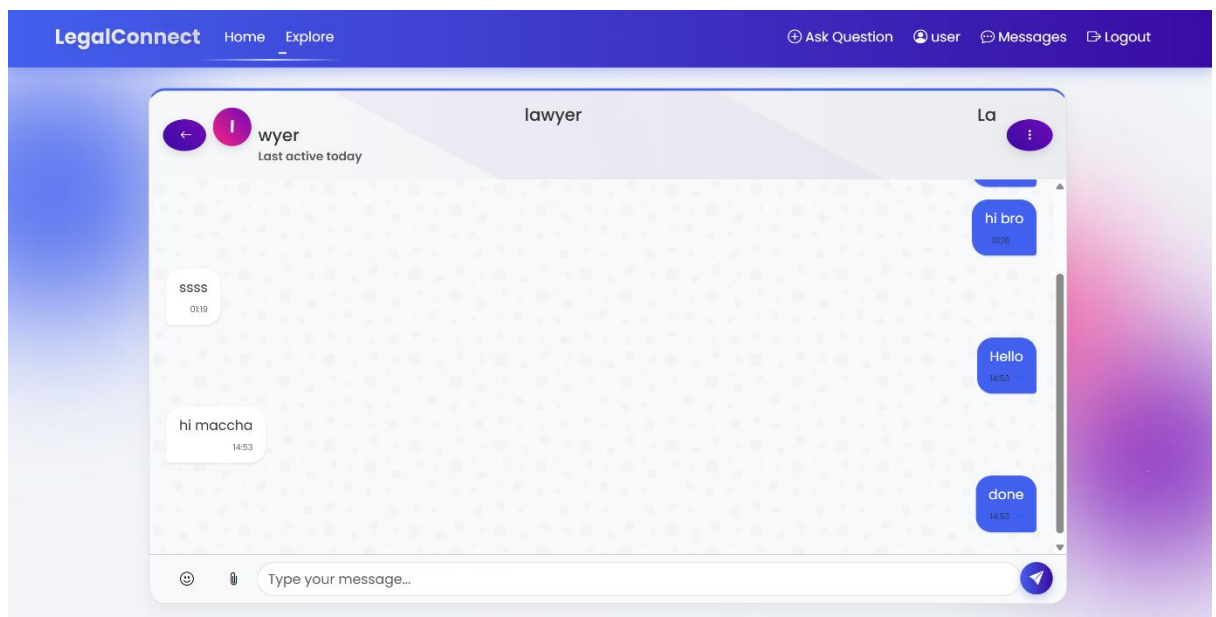 LegalConnect Home Explore Ask Question user Messages Logout
lawyer La
l
wyer
Last active today
hi bro
01:16
ssss
01:19
Hello
14:53
hi maccha
14:53
done
14:53
Type your message...